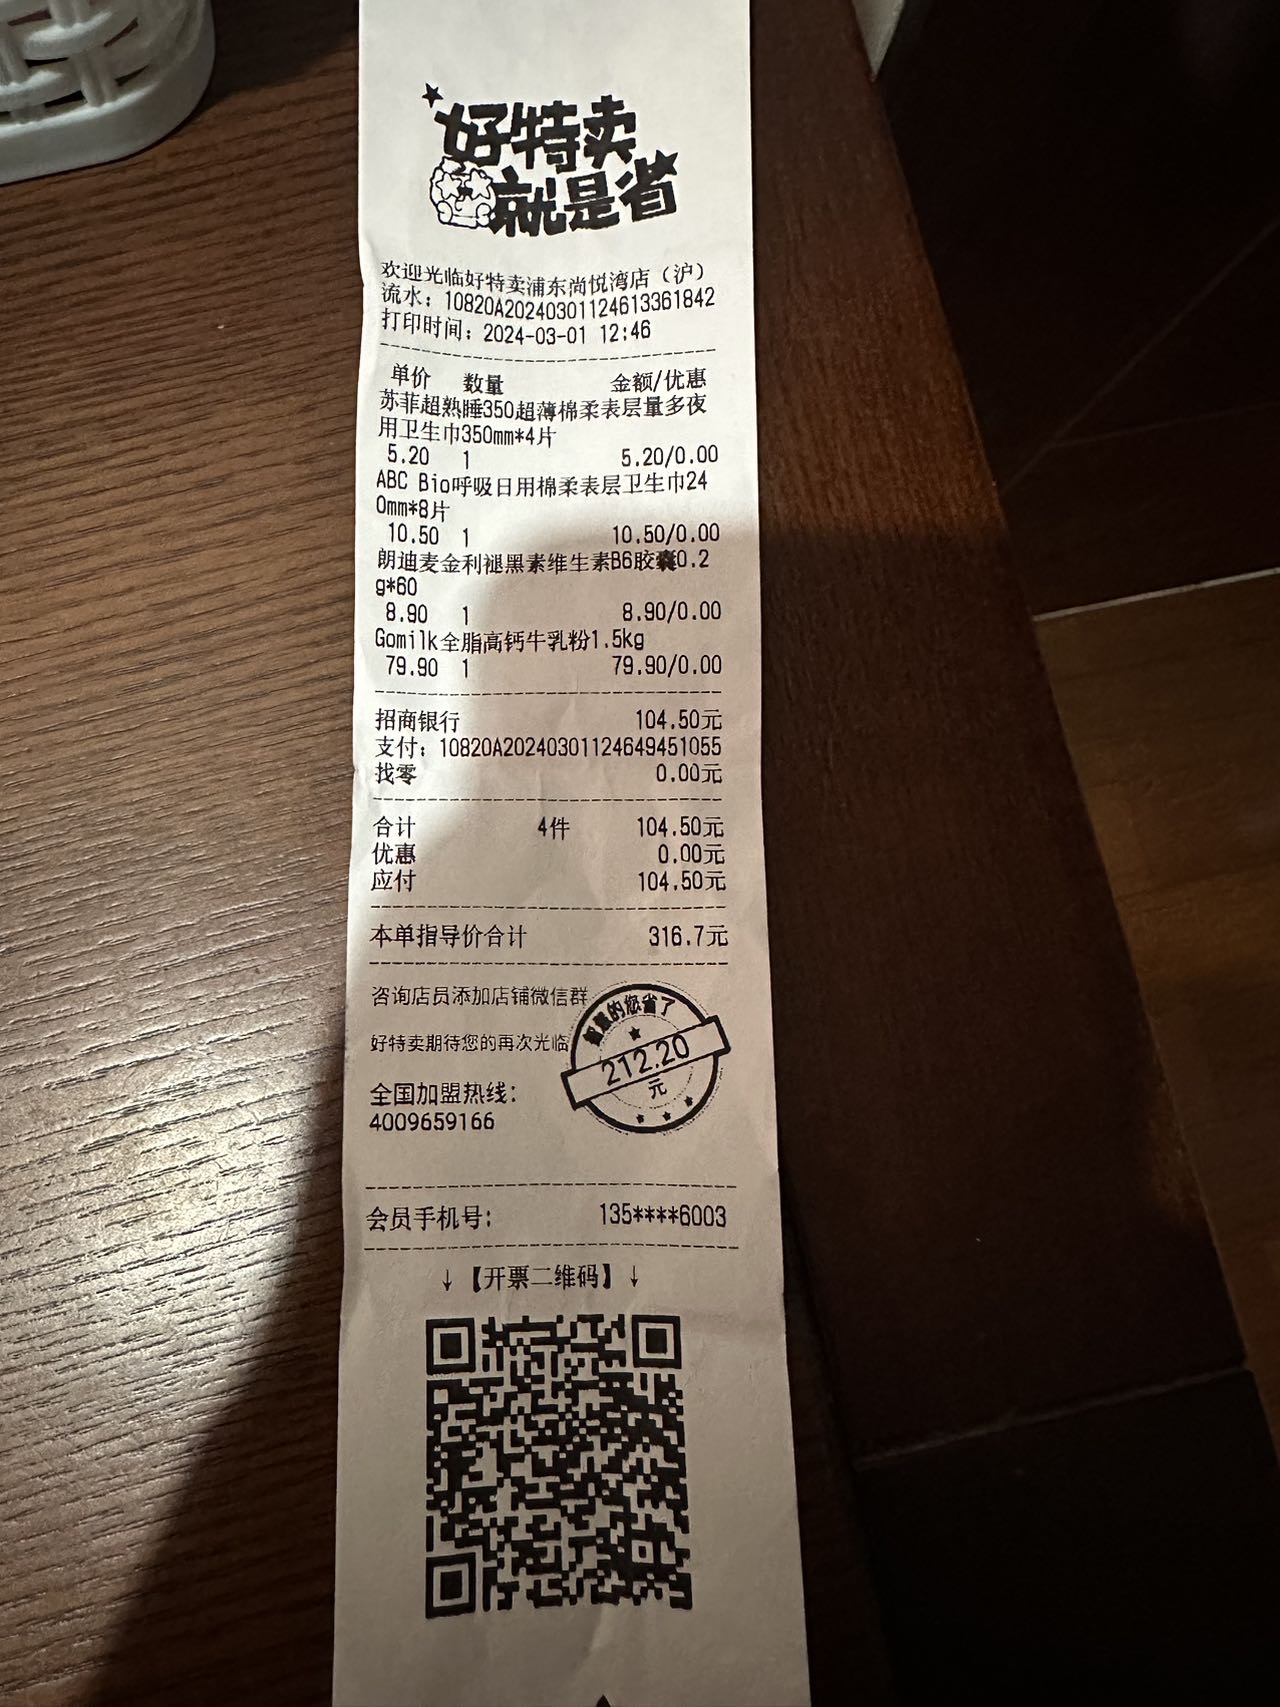 好特卖
就是省
欢迎光临好特卖浦东尚悦湾店（沪）
流水：10820A20240301124613361842
打印时间：2024-03-01 12:46
单价 数量 金额/优惠
苏菲超熟睡350超薄棉柔表层量多夜
用卫生巾350mm*4片
5.20 1 5.20/0.00
ABC Bio呼吸日用棉柔表层卫生巾24
0mm*8片
10.50 1 10.50/0.00
朗迪麦金利褪黑素维生素B6胶囊0.2
g*60
8.90 1 8.90/0.00
Gomilk全脂高钙牛乳粉1.5kg
79.90 1 79.90/0.00
招商银行 104.50元
支付：10820A20240301124649451055
找零 0.00元
合计 4件 104.50元
优惠 0.00元
应付 104.50元
本单指导价合计 316.7元
咨询店员添加店铺微信群
好特卖期待您的再次光临
智慧的您省了
212.20
元
全国加盟热线：
4009659166
会员手机号： 135****6003
↓【开票二维码】↓